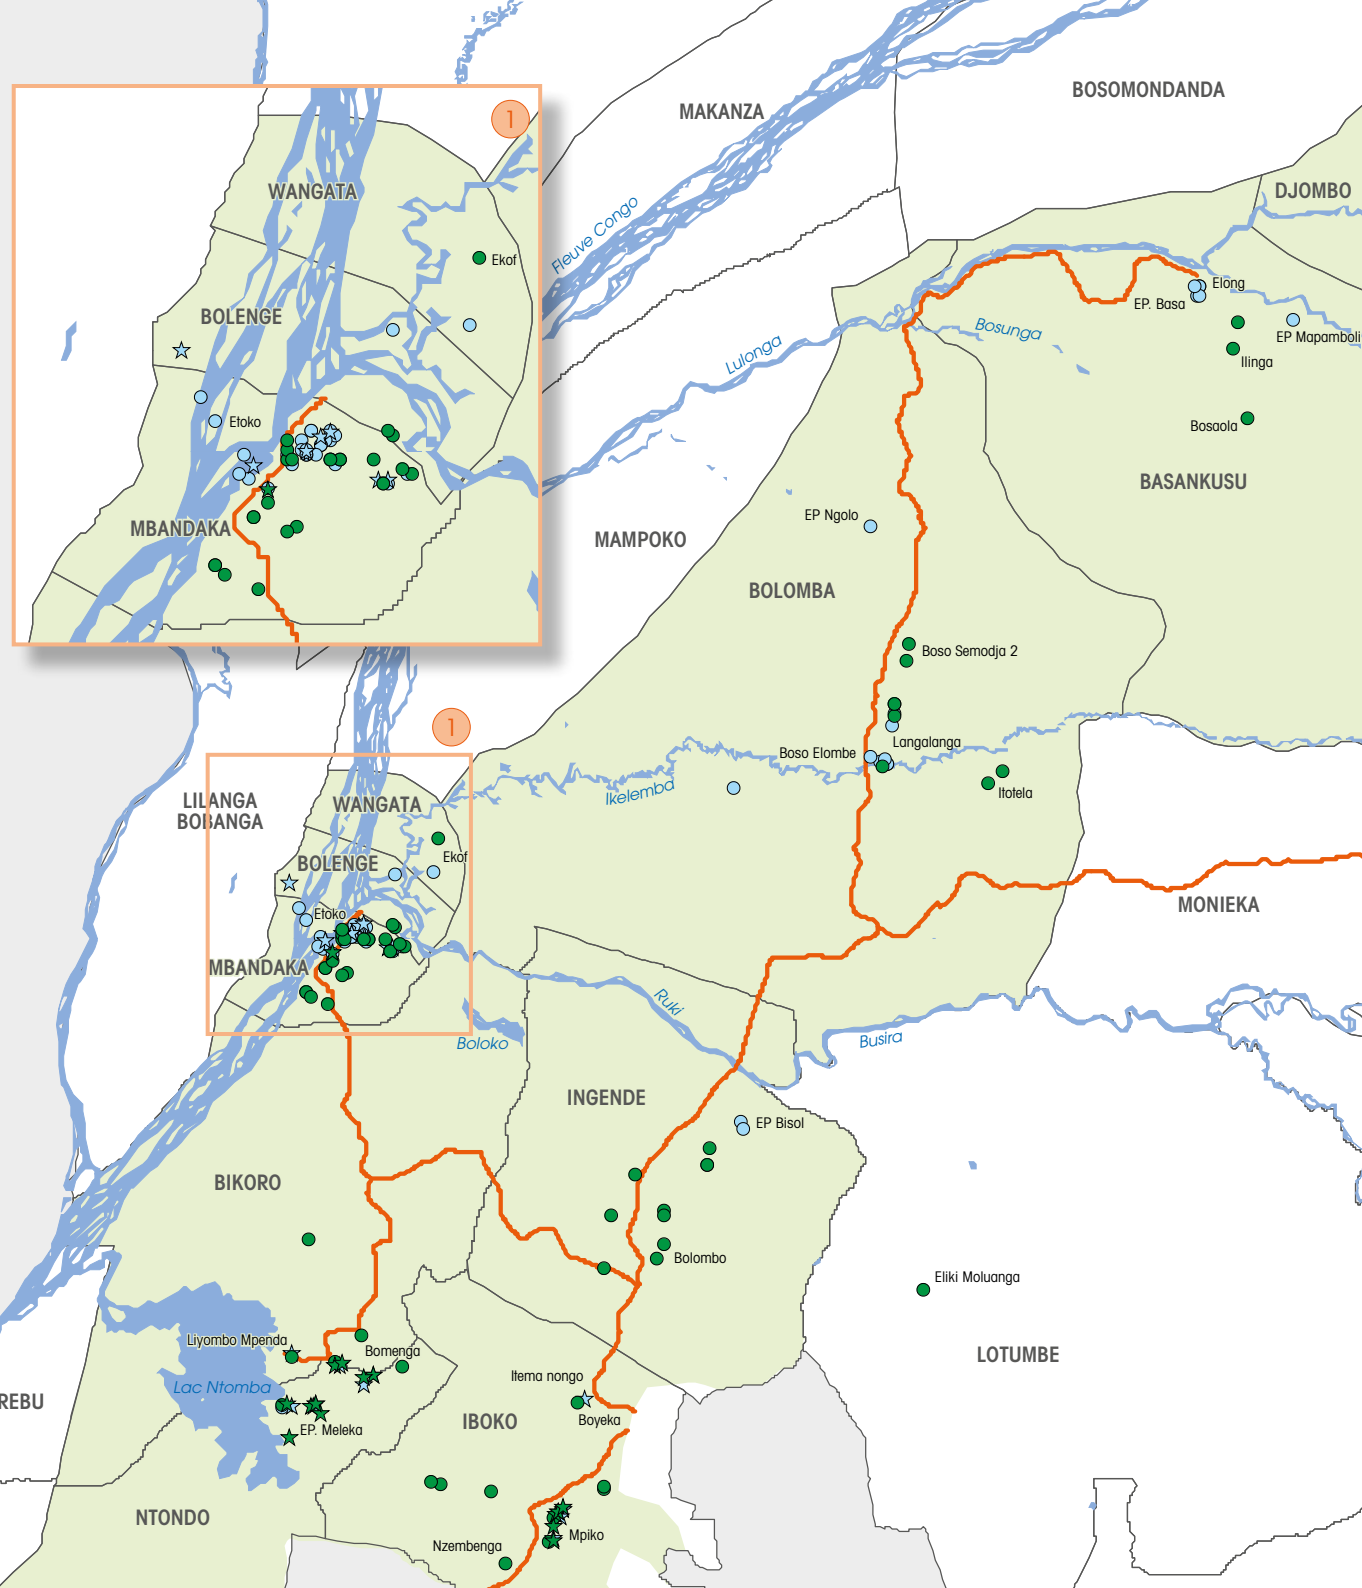 BOSOMONDANDA
MAKANZA
1
WANGATA
DJOMBO
Fleuve Congo
Ekof
Elong
EP. Basa
BOLENGE
Bosunga
EP Mapamboli
Lulonga
Ilinga
Etoko
Bosaola
BASANKUSU
EP Ngolo
MBANDAKA
MAMPOKO
BOLOMBA
Boso Semodja 2
1
Langalanga
Boso Elombe
Ikelemba
Itotela
LILANGA
BOBANGA
WANGATA
Ekof
BOLENGE
MONIEKA
Etoko
MBANDAKA
Ruki
Boloko
Busira
INGENDE
EP Bisol
BIKORO
Bolombo
Eliki Moluanga
Liyombo Mpenda
Bomenga
LOTUMBE
Itema nongo
Lac Ntomba
REBU
IBOKO
Boyeka
EP. Meleka
NTONDO
Mpiko
Nzembenga